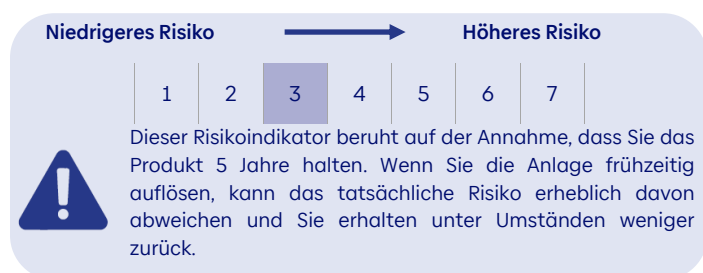 Niedrigeres Risiko Höheres Risiko
1 2 3 4 5 6 7
Dieser Risikoindikator beruht auf der Annahme, dass Sie das
Produkt 5 Jahre halten. Wenn Sie die Anlage frühzeitig
auflösen, kann das tatsächliche Risiko erheblich davon
abweichen und Sie erhalten unter Umständen weniger
zurück.